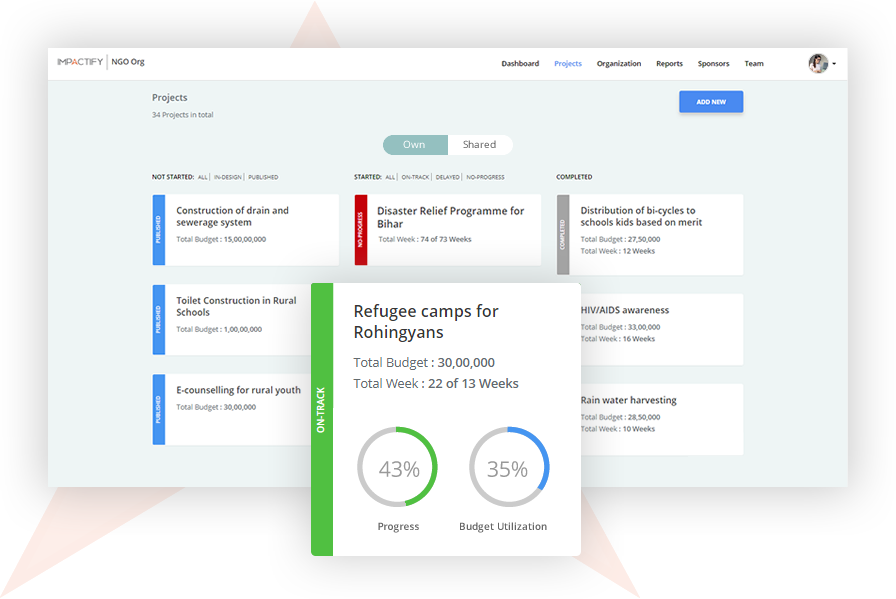 IMPACTIFY NGO Org
Dashboard Projects Organization Reports Sponsors Team
Projects
34 Projects in total
ADD NEW
Own Shared
NOT STARTED: ALL | IN-DESIGN | PUBLISHED
STARTED: ALL | ON-TRACK | DELAYED | NO-PROGRESS
COMPLETED
PUBLISHED
Construction of drain and
sewerage system
Total Budget : 15,00,00,000
PUBLISHED
Toilet Construction in Rural
Schools
Total Budget : 1,00,00,000
PUBLISHED
E-counselling for rural youth
Total Budget : 30,00,000
NO-PROGRESS
Disaster Relief Programme for
Bihar
Total Week : 74 of 73 Weeks
ON-TRACK
Refugee camps for
Rohingyans
Total Budget : 30,00,000
Total Week : 22 of 13 Weeks
43% 35%
Progress Budget Utilization
COMPLETED
Distribution of bi-cycles to
schools kids based on merit
Total Budget : 27,50,000
Total Week : 12 Weeks
HIV/AIDS awareness
Total Budget : 33,00,000
Total Week : 16 Weeks
Rain water harvesting
Total Budget : 28,50,000
Total Week : 10 Weeks